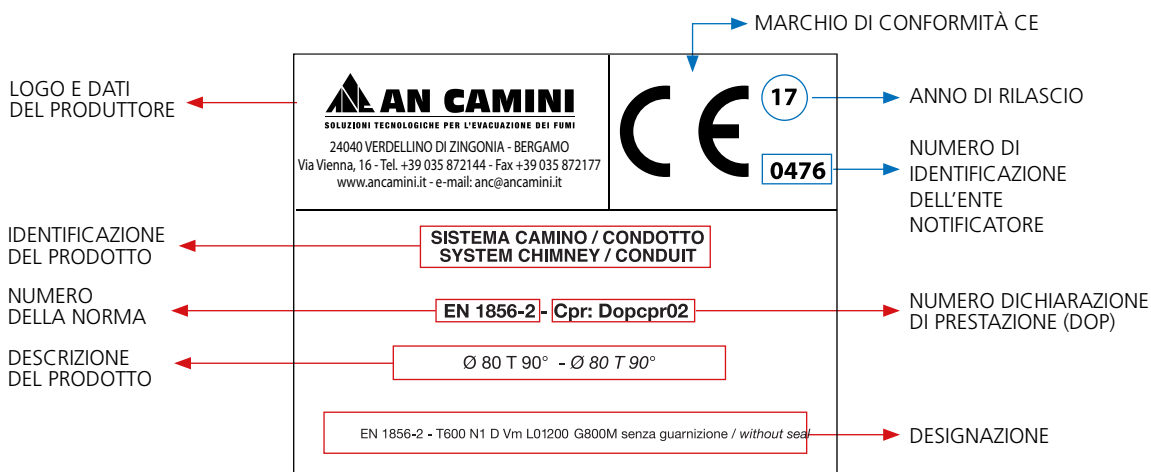 MARCHIO DI CONFORMITÀ CE
LOGO E DATI
DEL PRODUTTORE
AN CAMINI
SOLUZIONI TECNOLOGICHE PER L'EVACUAZIONE DEI FUMI
24040 VERDELLINO DI ZINGONIA - BERGAMO
Via Vienna, 16 - Tel. +39 035 872144 - Fax +39 035 872177
www.ancamini.it - e-mail: anc@ancamini.it
CE
17
ANNO DI RILASCIO
0476
NUMERO DI
IDENTIFICAZIONE
DELL'ENTE
NOTIFICATORE
IDENTIFICAZIONE
DEL PRODOTTO
SISTEMA CAMINO / CONDOTTO
SYSTEM CHIMNEY / CONDUIT
NUMERO
DELLA NORMA
EN 1856-2 - Cpr: Dopcpr02
NUMERO DICHIARAZIONE
DI PRESTAZIONE (DOP)
DESCRIZIONE
DEL PRODOTTO
Ø 80 T 90° - Ø 80 T 90°
EN 1856-2 - T600 N1 D Vm L01200 G800M senza guarnizione / without seal
DESIGNAZIONE